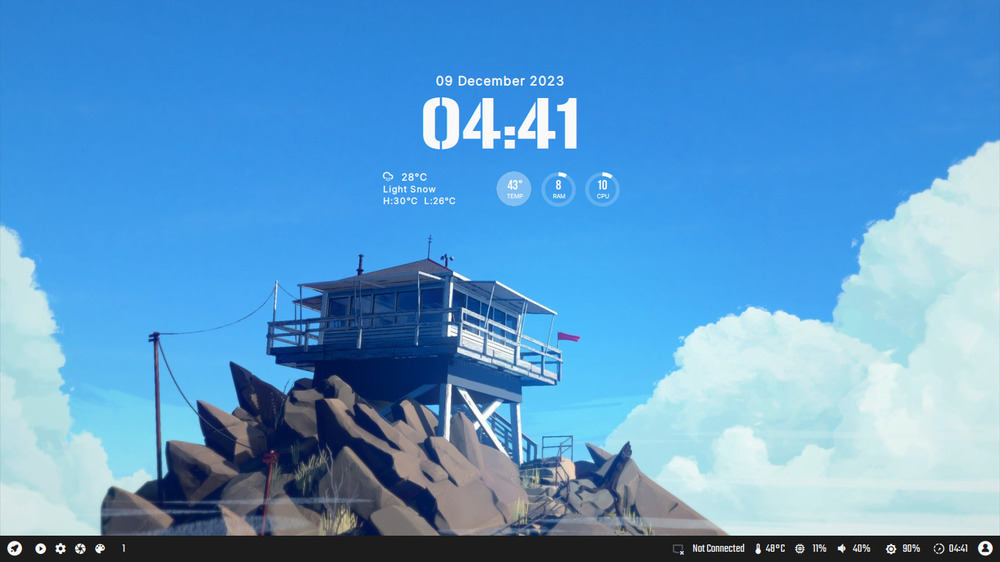 09 December 2023
04:41
28°C
Light Snow
H:30°C L:26°C
43°
TEMP
8
RAM
10
CPU
1
Not Connected 48°C 11% 40% 90% 04:41